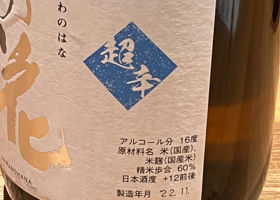 わのはな
花
超辛
アルコール分 16度
原材料名 米(国産)、
米麹(国産米)
精米歩合 60%
日本酒度 +12前後
製造年月 '22.11.